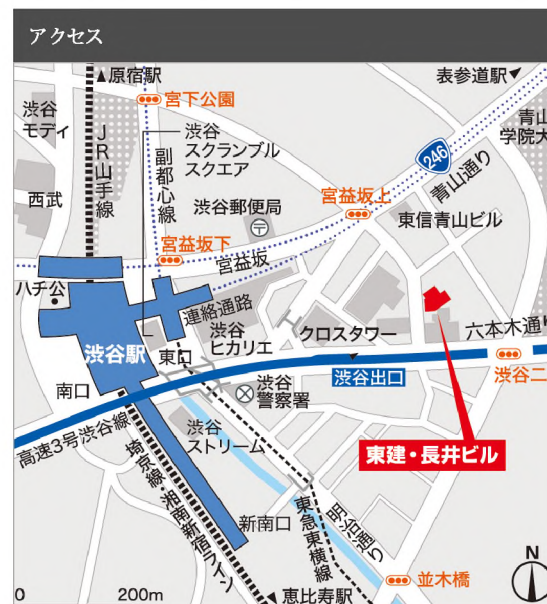 アクセス
▲原宿駅
表参道駅
渋谷
モディ
宮下公園
JR山手線
副都心線
渋谷
スクランブル
スクエア
青山
学院大
246
青山通り
西武
渋谷郵便局
宮益坂上
東信青山ビル
宮益坂下
宮益坂
ハチ公
連絡通路
渋谷
ヒカリエ
クロスタワー
六本木通り
渋谷駅
東口
渋谷出口
渋谷二
南口
渋谷
警察署
高速3号渋谷線
渋谷
ストリーム
東建・長井ビル
埼京線・湘南新宿ライン
新南口
東急東横線
明治通り
並木橋
恵比寿駅
0
200m
N